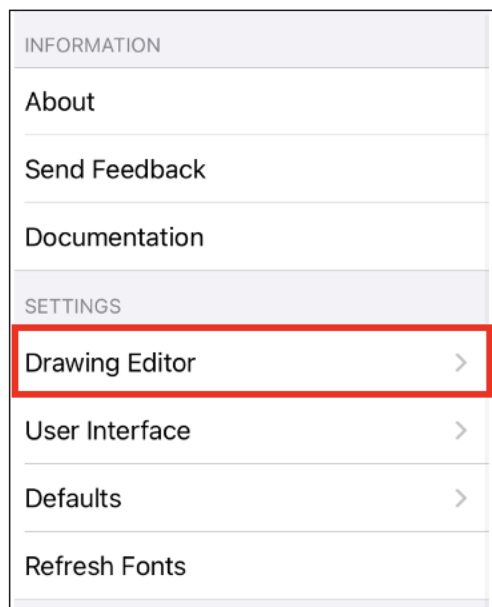 INFORMATION
About
Send Feedback
Documentation
SETTINGS
Drawing Editor
User Interface
Defaults
Refresh Fonts